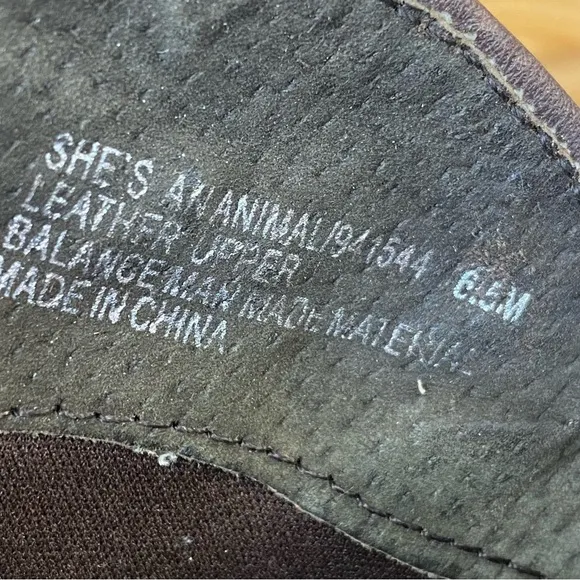 SHE'S AN ANIMAL/941544 6.5M
LEATHER UPPER
BALANCE MAN MADE MATERIAL
MADE IN CHINA